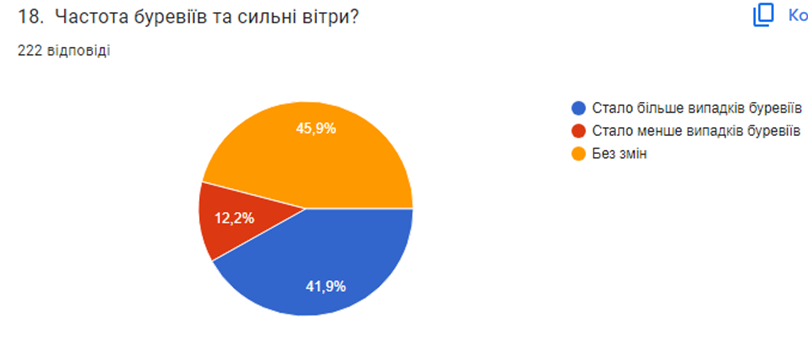 18. Частота буревіїв та сильні вітри?
Ко
222 відповіді
45,9%
12,2%
41,9%
Стало більше випадків буревіїв
Стало менше випадків буревіїв
Без змін